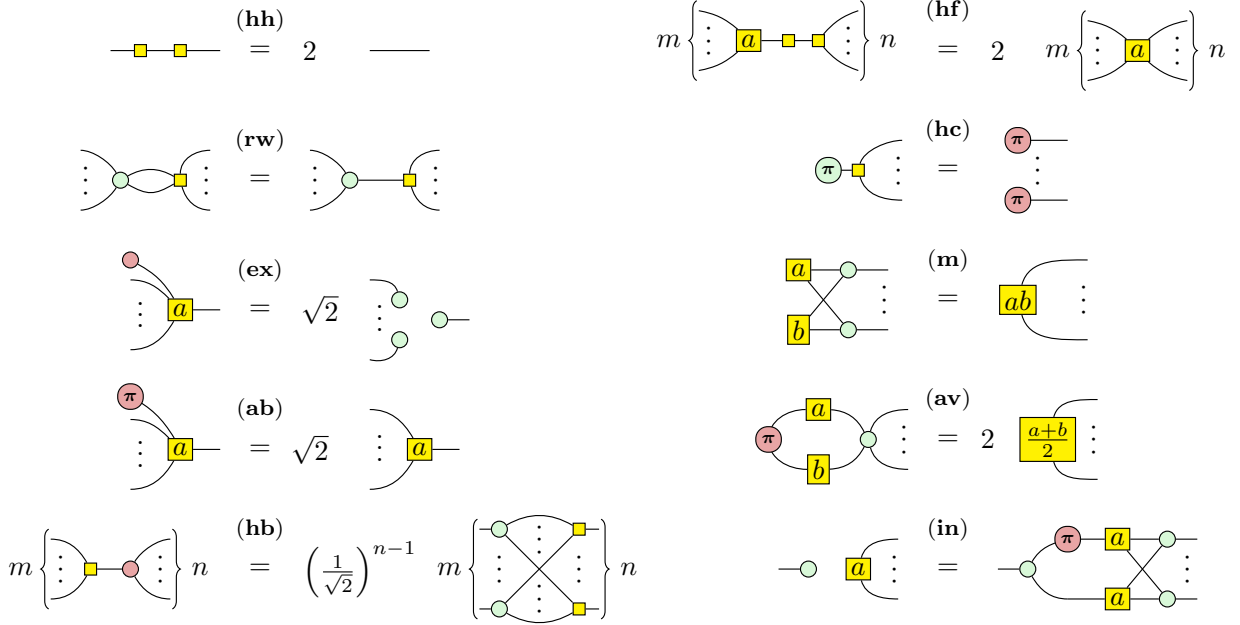 (hh)
= 2
(hf)
m { ⋮ a ⋮ } n = 2 m { ⋮ a ⋮ } n
(rw)
⋮ ⋮ = ⋮ ⋮
(hc)
π ⋮ = π ⋮ π
(ex)
⋮ a = √2 ⋮
(m)
a b ⋮ = ab ⋮
(ab)
π ⋮ a = √2 ⋮ a
(av)
π a b ⋮ = 2 a+b/2 ⋮
(hb)
m { ⋮ ⋮ } n = (1/√2)^{n−1} m { ⋮ ⋮ ⋮ ⋮ } n
(in)
a ⋮ = π a a ⋮